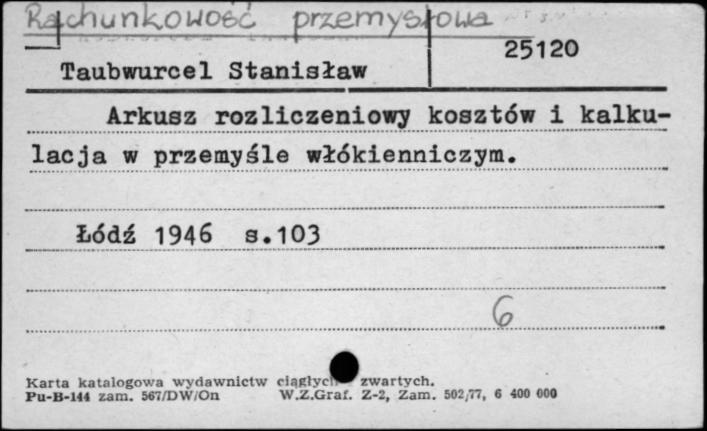 Rachunkowość przemysłowa
25120
Taubwurcel Stanisław
Arkusz rozliczeniowy kosztów i kalku-
lacja w przemyśle włókienniczym.
Łódź 1946 s.103
6
Karta katalogowa wydawnictw ciągłych zwartych.
Pu-B-144 zam. 567/DW/On W.Z.Graf. Z-2, Zam. 502/77, 6 400 000